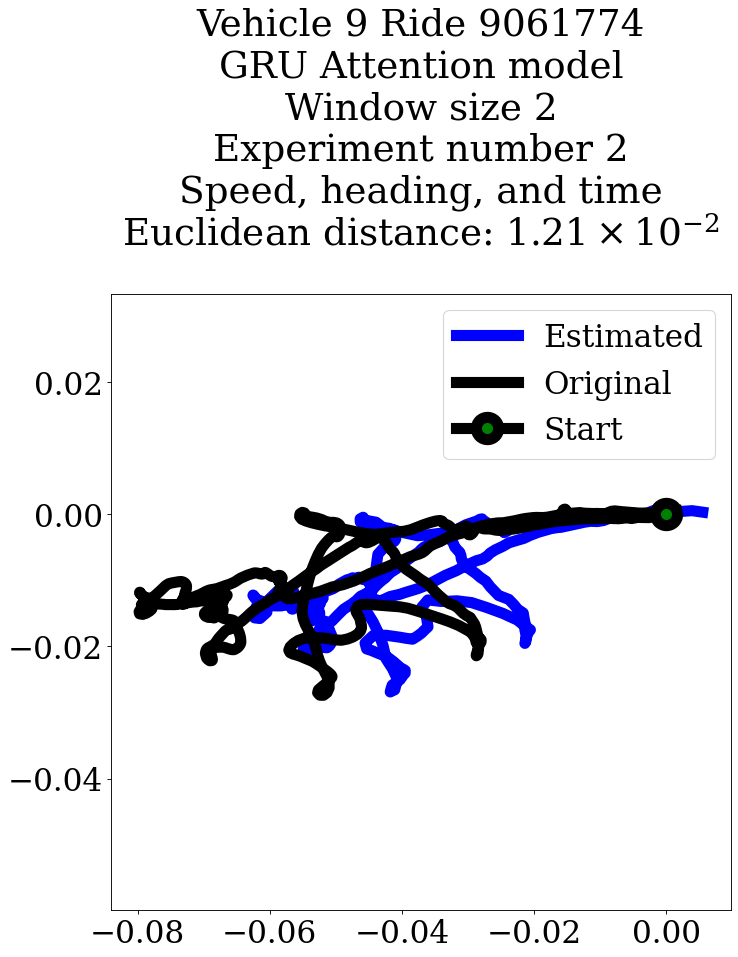 Vehicle 9 Ride 9061774
GRU Attention model
Window size 2
Experiment number 2
Speed, heading, and time
Euclidean distance: 1.21 × 10⁻²
Estimated
Original
Start
0.02
0.00
−0.02
−0.04
−0.08
−0.06
−0.04
−0.02
0.00